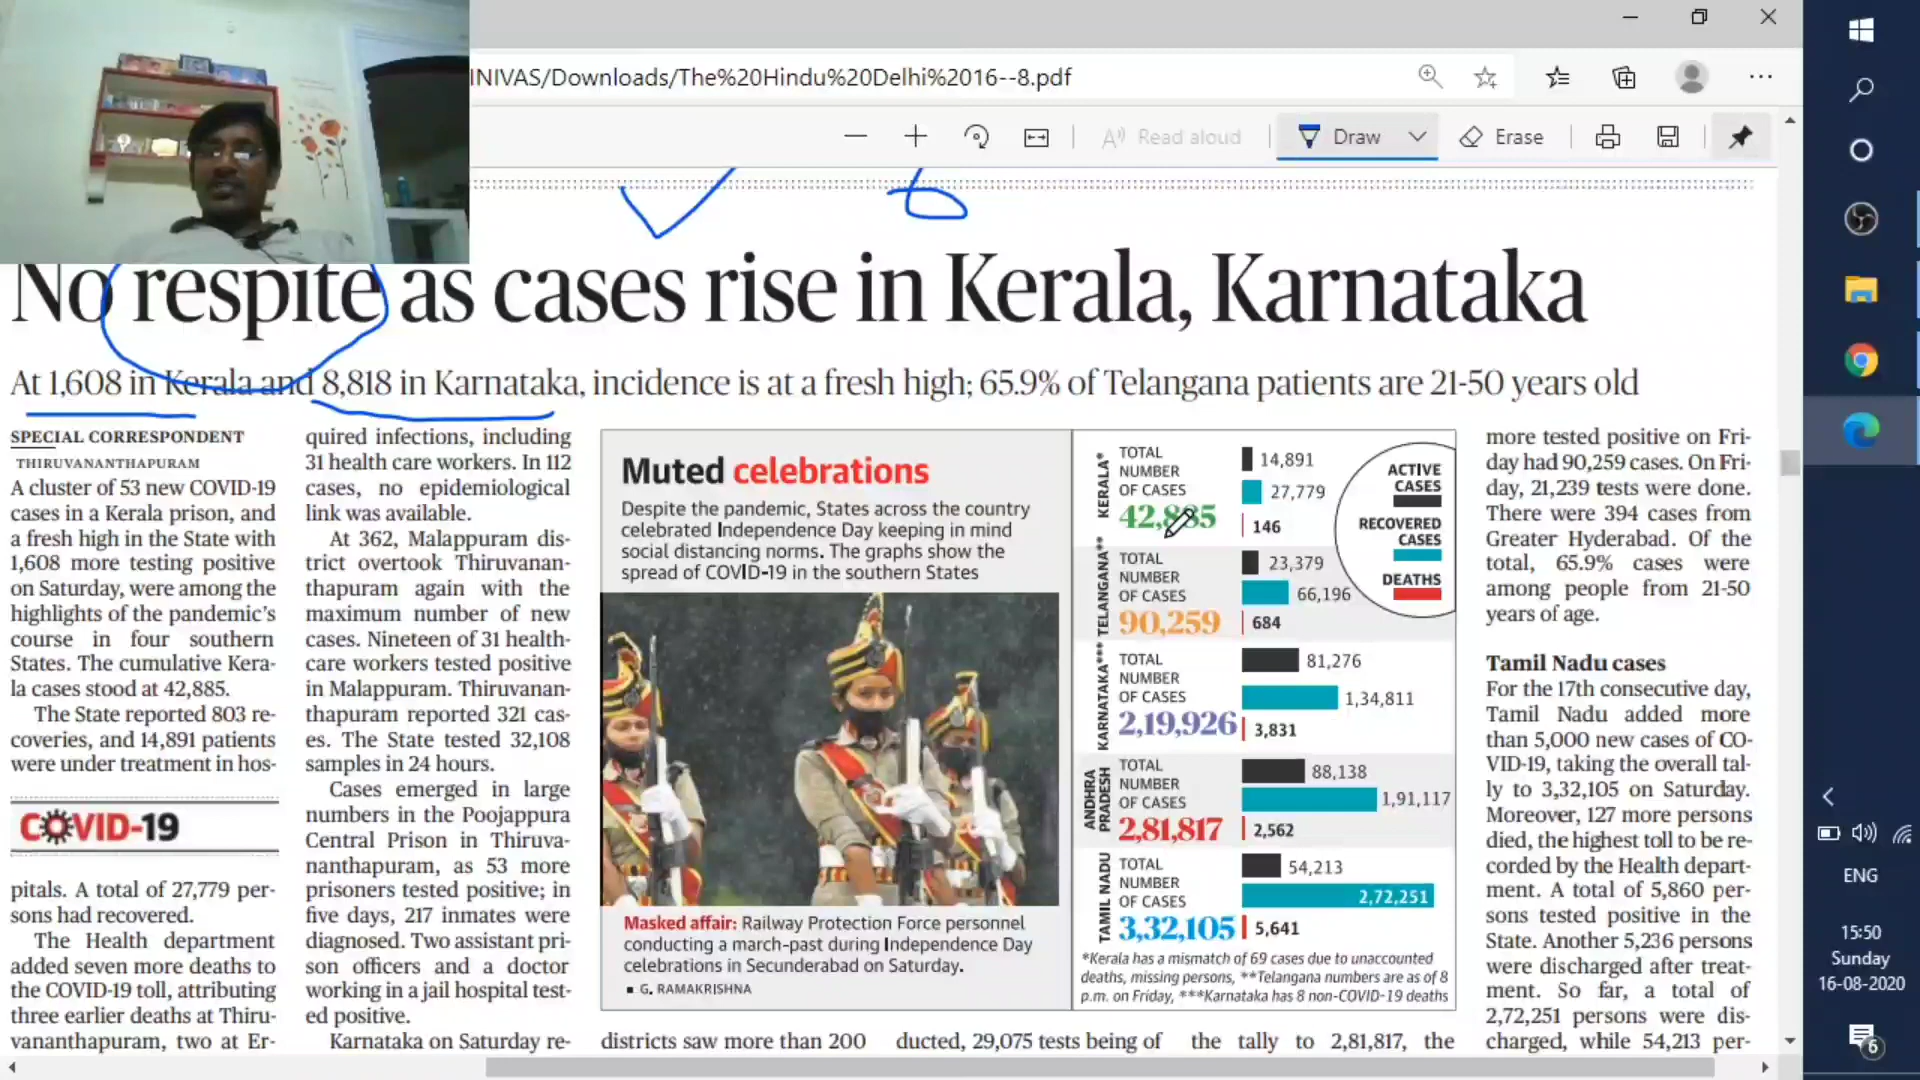 INIVAS/Downloads/The%20Hindu%20Delhi%2016--8.pdf
Read aloud
Draw
Erase
No respite as cases rise in Kerala, Karnataka
At 1,608 in Kerala and 8,818 in Karnataka, incidence is at a fresh high; 65.9% of Telangana patients are 21-50 years old
SPECIAL CORRESPONDENT
THIRUVANANTHAPURAM
A cluster of 53 new COVID-19
cases in a Kerala prison, and
a fresh high in the State with
1,608 more testing positive
on Saturday, were among the
highlights of the pandemic's
course in four southern
States. The cumulative Kera-
la cases stood at 42,885.
The State reported 803 re-
coveries, and 14,891 patients
were under treatment in hos-
COVID-19
pitals. A total of 27,779 per-
sons had recovered.
The Health department
added seven more deaths to
the COVID-19 toll, attributing
three earlier deaths at Thiru-
vananthapuram, two at Er-
quired infections, including
31 health care workers. In 112
cases, no epidemiological
link was available.
At 362, Malappuram dis-
trict overtook Thiruvanan-
thapuram again with the
maximum number of new
cases. Nineteen of 31 health-
care workers tested positive
in Malappuram. Thiruvanan-
thapuram reported 321 cas-
es. The State tested 32,108
samples in 24 hours.
Cases emerged in large
numbers in the Poojappura
Central Prison in Thiruva-
nanthapuram, as 53 more
prisoners tested positive; in
five days, 217 inmates were
diagnosed. Two assistant pri-
son officers and a doctor
working in a jail hospital test-
ed positive.
Karnataka on Saturday re-
Muted celebrations
Despite the pandemic, States across the country
celebrated Independence Day keeping in mind
social distancing norms. The graphs show the
spread of COVID-19 in the southern States
Masked affair: Railway Protection Force personnel
conducting a march-past during Independence Day
celebrations in Secunderabad on Saturday.
▪ G. RAMAKRISHNA
KERALA*
TOTAL
NUMBER
OF CASES
42,885
14,891
27,779
146
ACTIVE
CASES
RECOVERED
CASES
DEATHS
TELANGANA**
TOTAL
NUMBER
OF CASES
90,259
23,379
66,196
684
KARNATAKA***
TOTAL
NUMBER
OF CASES
2,19,926
81,276
1,34,811
3,831
ANDHRA
PRADESH
TOTAL
NUMBER
OF CASES
2,81,817
88,138
1,91,117
2,562
TAMIL NADU
TOTAL
NUMBER
OF CASES
3,32,105
54,213
2,72,251
5,641
*Kerala has a mismatch of 69 cases due to unaccounted
deaths, missing persons, **Telangana numbers are as of 8
p.m. on Friday, ***Karnataka has 8 non-COVID-19 deaths
districts saw more than 200
ducted, 29,075 tests being of
the tally to 2,81,817, the
more tested positive on Fri-
day had 90,259 cases. On Fri-
day, 21,239 tests were done.
There were 394 cases from
Greater Hyderabad. Of the
total, 65.9% cases were
among people from 21-50
years of age.
Tamil Nadu cases
For the 17th consecutive day,
Tamil Nadu added more
than 5,000 new cases of CO-
VID-19, taking the overall tal-
ly to 3,32,105 on Saturday.
Moreover, 127 more persons
died, the highest toll to be re-
corded by the Health depart-
ment. A total of 5,860 per-
sons tested positive in the
State. Another 5,236 persons
were discharged after treat-
ment. So far, a total of
2,72,251 persons were dis-
charged, while 54,213 per-
ENG
15:50
Sunday
16-08-2020
6